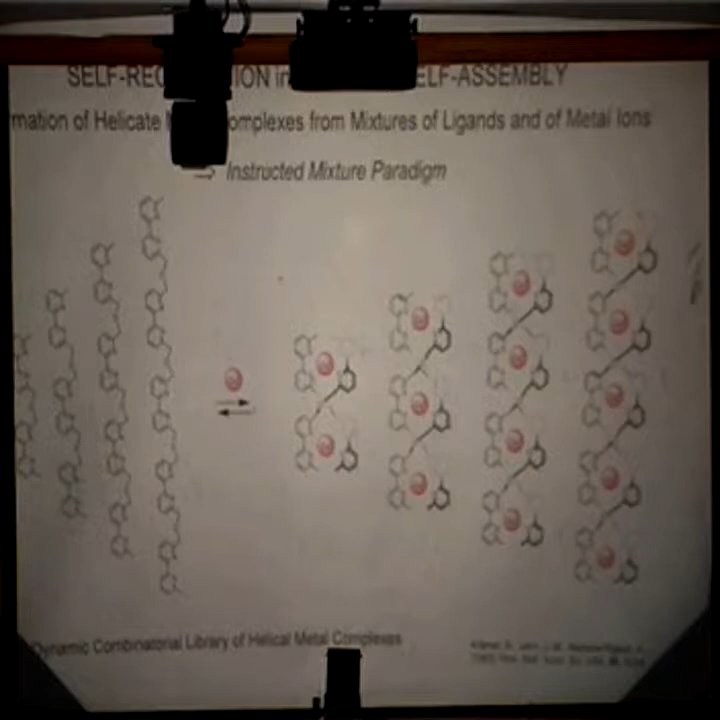 SELF-REC ION in ELF-ASSEMBLY
mation of Helicate M omplexes from Mixtures of Ligands and of Metal Ions
⇒ Instructed Mixture Paradigm
Dynamic Combinatorial Library of Helical Metal Complexes